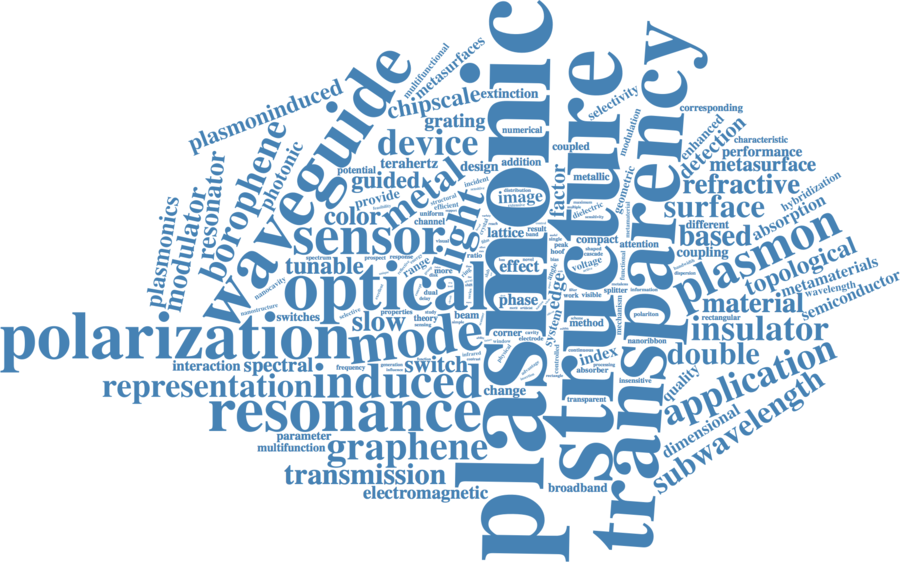 plasmonic
structure
transparency
waveguide
polarization
optical
resonance
mode
induced
sensor
plasmon
application
subwavelength
insulator
graphene
transmission
representation
borophene
device
metal
light
surface
refractive
based
material
double
topological
slow
switch
color
guided
tunable
modulator
resonator
plasmonics
photonic
plasmoninduced
multifunctional
metasurfaces
chipscale
extinction
grating
numerical
terahertz
design
addition
potential
provide
incident
structural
efficient
uniform
channel
image
distribution
lattice
result
band
effect
phase
coupled
factor
metallic
dielectric
geometric
modulation
selectivity
corresponding
enhanced
detection
characteristic
performance
metasurface
hybridization
absorption
different
coupling
metamaterials
wavelength
semiconductor
compact
attention
peak
hoof
voltage
functional
edge
system
work
visible
splitter
information
polariton
method
mechanism
rectangular
nanoribbon
index
absorber
insensitive
quality
dimensional
transparent
broadband
change
corner
cavity
electrode
window
beam
dual
more
range
ratio
spectrum
prospect
response
nanocavity
nanostructure
switches
selective
properties
study
theory
sensing
interaction
spectral
frequency
parameter
multifunction
electromagnetic